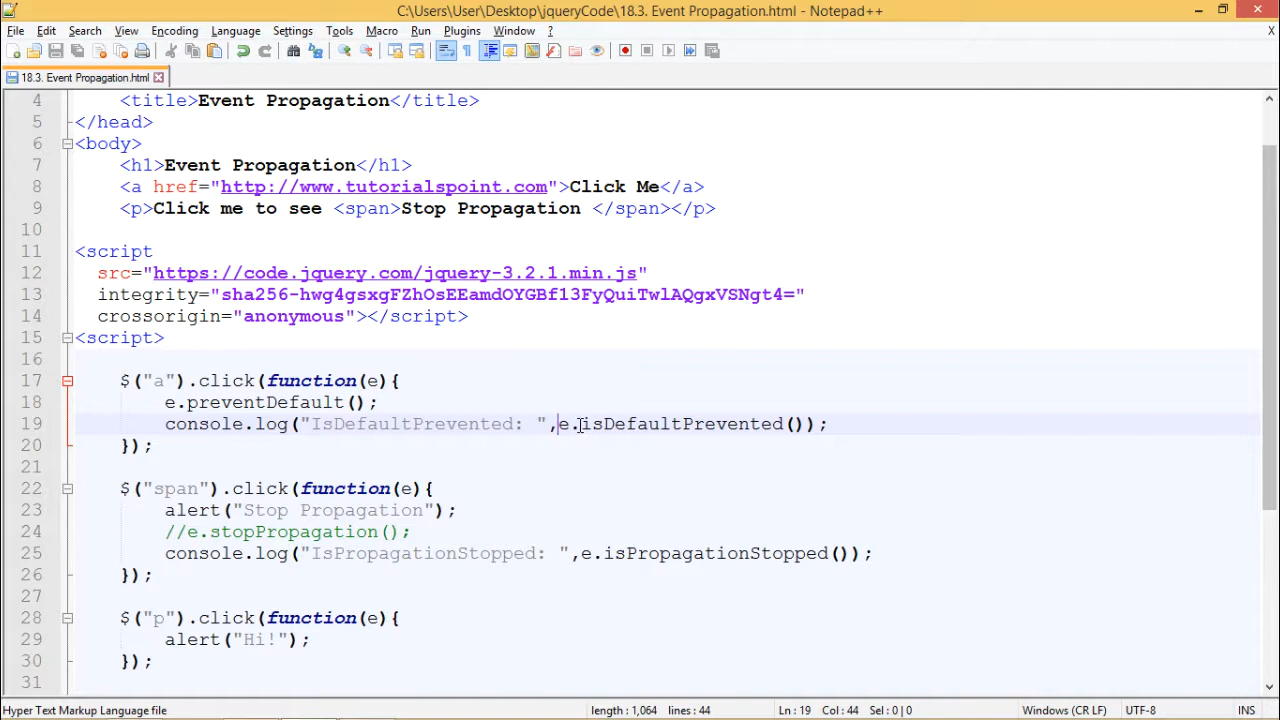 C:\Users\User\Desktop\jqueryCode\18.3. Event Propagation.html - Notepad++
File Edit Search View Encoding Language Settings Tools Macro Run Plugins Window ? X
18.3. Event Propagation.html
4 <title>Event Propagation</title>
5 </head>
6 <body>
7 <h1>Event Propagation</h1>
8 <a href="http://www.tutorialspoint.com">Click Me</a>
9 <p>Click me to see <span>Stop Propagation </span></p>
10
11 <script
12 src="https://code.jquery.com/jquery-3.2.1.min.js"
13 integrity="sha256-hwg4gsxgFZhOsEEamdOYGBf13FyQuiTwlAQgxVSNgt4="
14 crossorigin="anonymous"></script>
15 <script>
16
17 $("a").click(function(e){
18 e.preventDefault();
19 console.log("IsDefaultPrevented: ",e.isDefaultPrevented());
20 });
21
22 $("span").click(function(e){
23 alert("Stop Propagation");
24 //e.stopPropagation();
25 console.log("IsPropagationStopped: ",e.isPropagationStopped());
26 });
27
28 $("p").click(function(e){
29 alert("Hi!");
30 });
31
Hyper Text Markup Language file length : 1,064 lines : 44 Ln : 19 Col : 44 Sel : 0 | 0 Windows (CR LF) UTF-8 INS